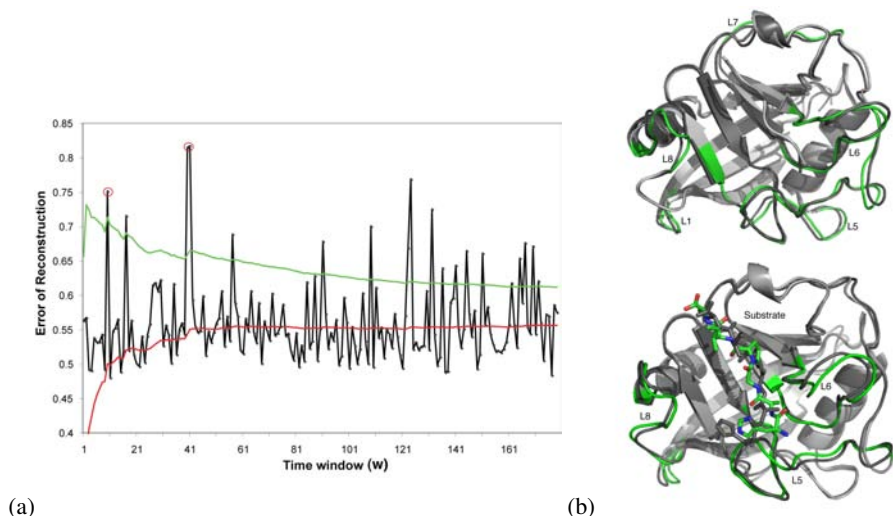 0.85
0.8
0.75
0.7
0.65
0.6
0.55
0.5
0.45
0.4
Error of Reconstruction
1 21 41 61 81 101 121 141 161
Time window (w)
(a)
L7
L8
L6
L1
L5
Substrate
L6
L8
L5
(b)